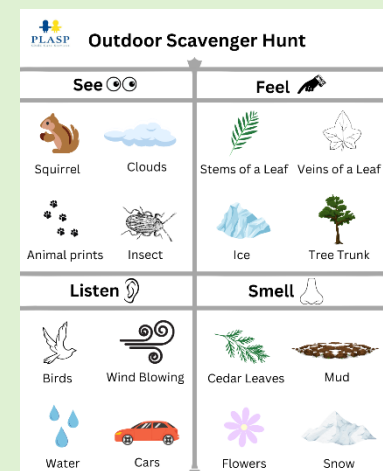 PLASP
Outdoor Scavenger Hunt
See
Feel
Squirrel
Clouds
Stems of a Leaf
Veins of a Leaf
Animal prints
Insect
Ice
Tree Trunk
Listen
Smell
Birds
Wind Blowing
Cedar Leaves
Mud
Water
Cars
Flowers
Snow